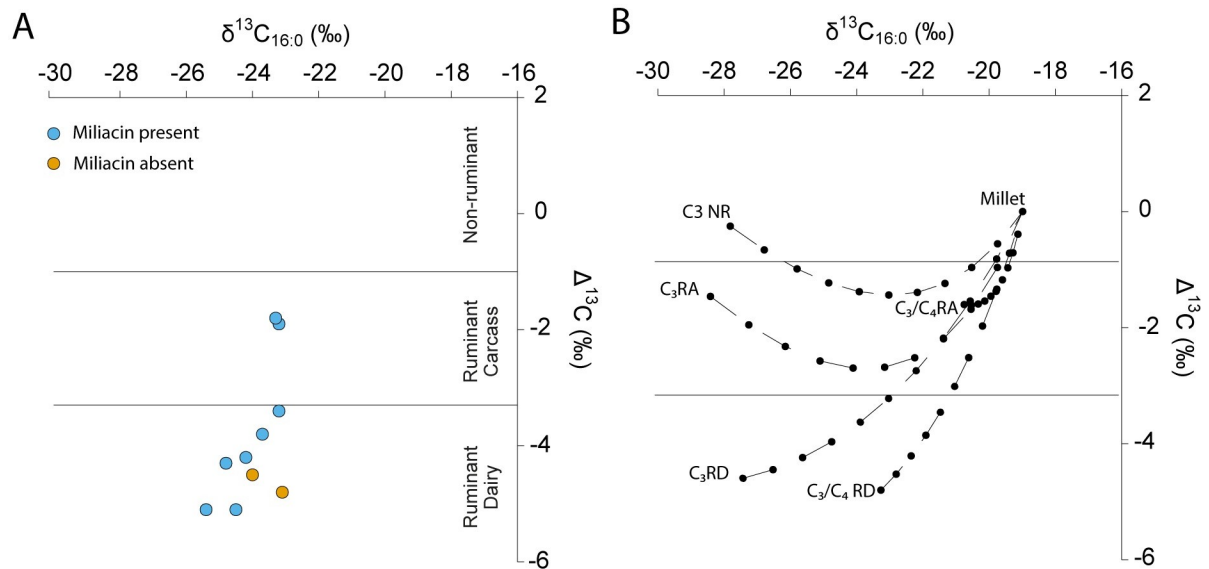 A
δ¹³C₁₆:₀ (‰)
-30 -28 -26 -24 -22 -20 -18 -16
2
Miliacin present
Miliacin absent
Non-ruminant
0
Ruminant
Carcass
-2
Δ¹³C (‰)
Ruminant
Dairy
-4
-6
B
δ¹³C₁₆:₀ (‰)
-30 -28 -26 -24 -22 -20 -18 -16
2
Millet
C3 NR
0
C₃RA
C₃/C₄RA
-2
Δ¹³C (‰)
C₃RD
C₃/C₄ RD
-4
-6